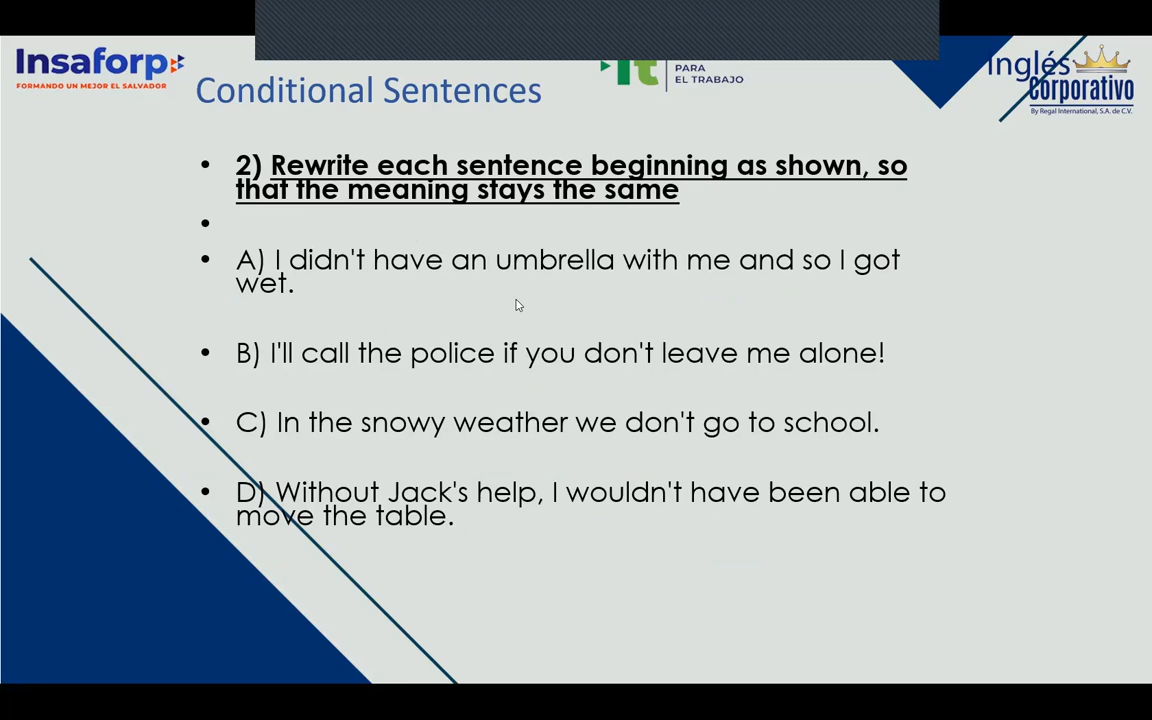 Insaforp
FORMANDO UN MEJOR EL SALVADOR
Conditional Sentences
PARA
EL TRABAJO
Inglés
Corporativo
By Regal International, S.A. de C.V.
• 2) Rewrite each sentence beginning as shown, so
that the meaning stays the same
•
• A) I didn't have an umbrella with me and so I got
wet.
• B) I'll call the police if you don't leave me alone!
• C) In the snowy weather we don't go to school.
• D) Without Jack's help, I wouldn't have been able to
move the table.